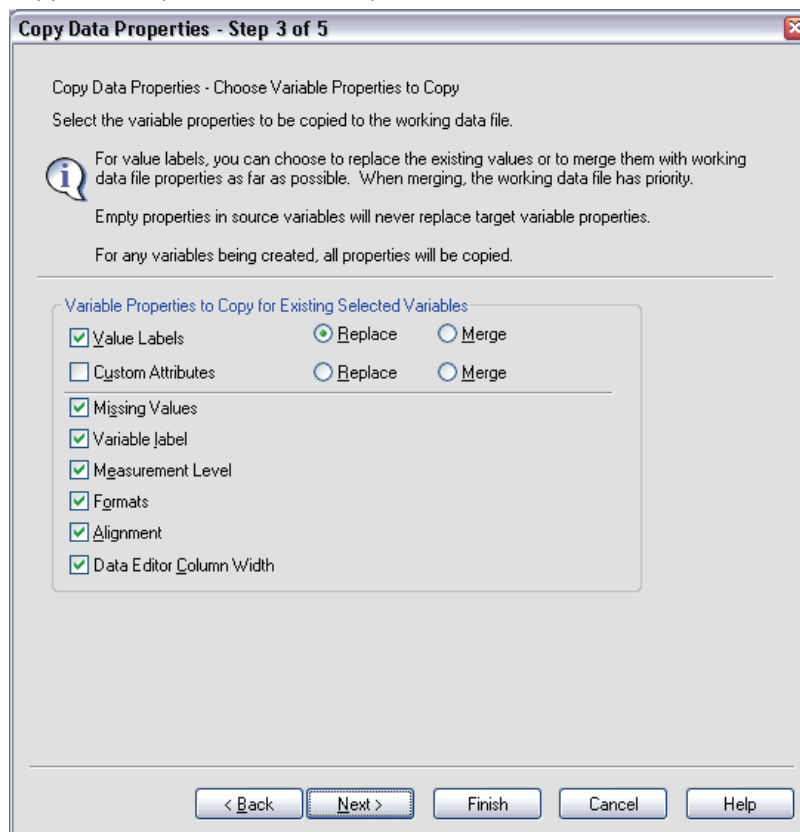 Copy Data Properties - Step 3 of 5
Copy Data Properties - Choose Variable Properties to Copy
Select the variable properties to be copied to the working data file.
For value labels, you can choose to replace the existing values or to merge them with working
data file properties as far as possible. When merging, the working data file has priority.
Empty properties in source variables will never replace target variable properties.
For any variables being created, all properties will be copied.
Variable Properties to Copy for Existing Selected Variables
Value Labels Replace Merge
Custom Attributes Replace Merge
Missing Values
Variable label
Measurement Level
Formats
Alignment
Data Editor Column Width
< Back Next > Finish Cancel Help